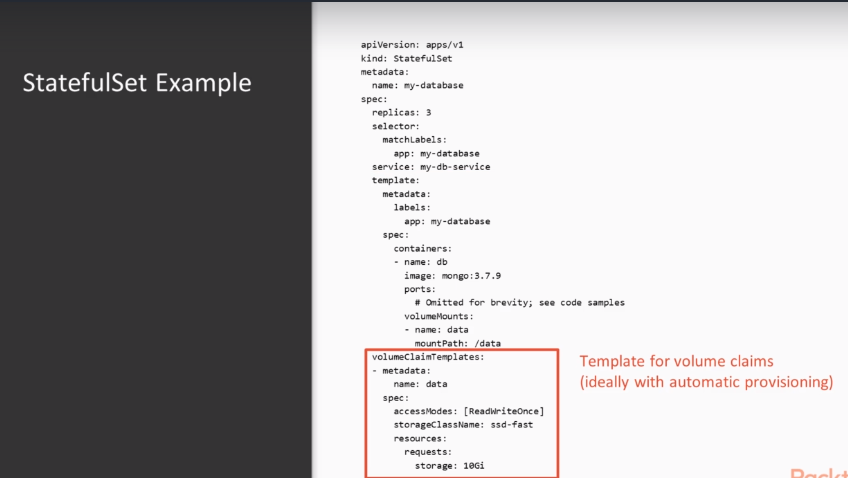 StatefulSet Example
apiVersion: apps/v1
kind: StatefulSet
metadata:
  name: my-database
spec:
  replicas: 3
  selector:
    matchLabels:
      app: my-database
  service: my-db-service
  template:
    metadata:
      labels:
        app: my-database
    spec:
      containers:
      - name: db
        image: mongo:3.7.9
        ports:
          # Omitted for brevity; see code samples
        volumeMounts:
        - name: data
          mountPath: /data
  volumeClaimTemplates:
  - metadata:
      name: data
    spec:
      accessModes: [ReadWriteOnce]
      storageClassName: ssd-fast
      resources:
        requests:
          storage: 10Gi
Template for volume claims
(ideally with automatic provisioning)